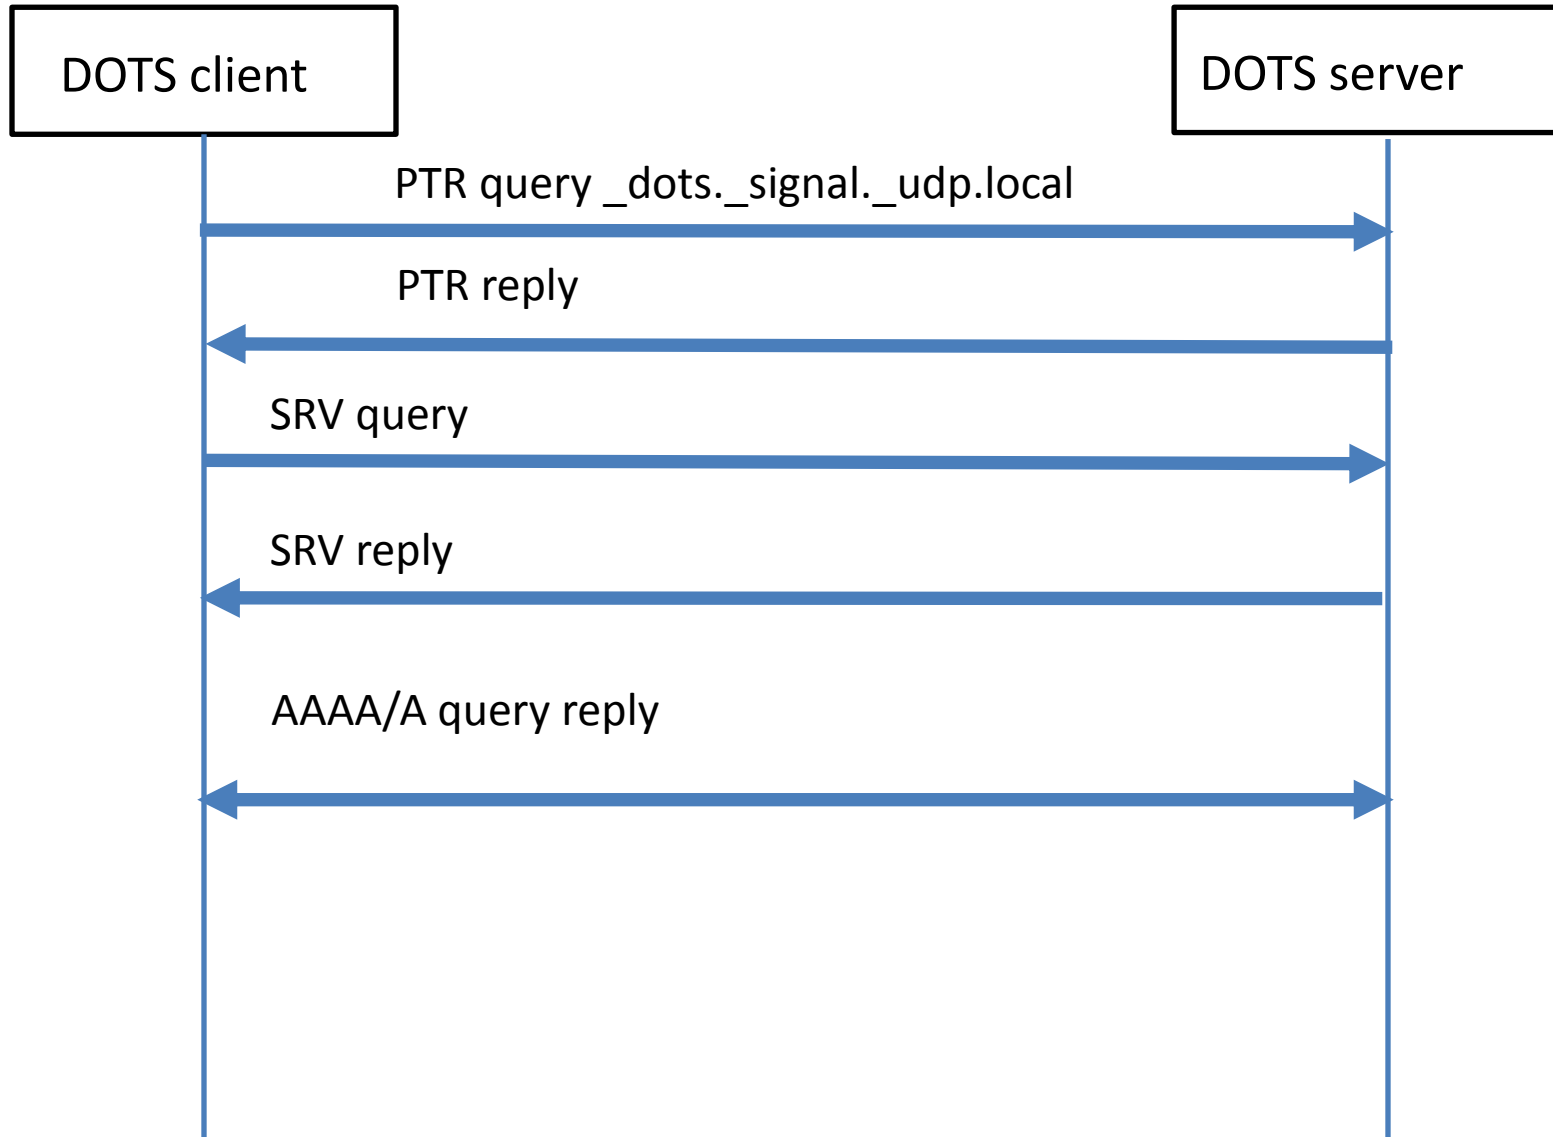 DOTS client
DOTS server
PTR query _dots._signal._udp.local
PTR reply
SRV query
SRV reply
AAAA/A query reply